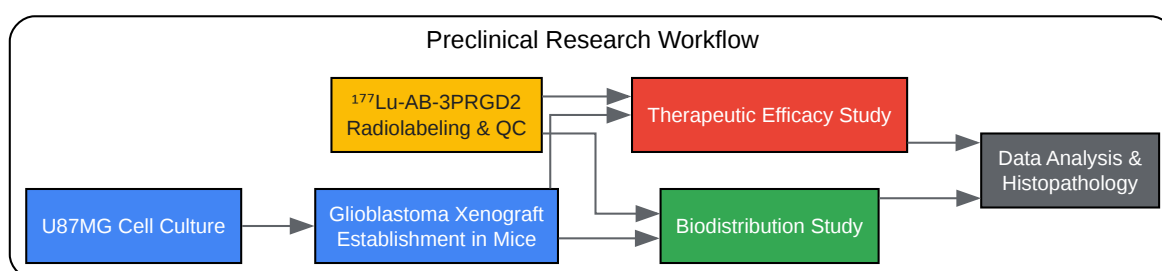 Preclinical Research Workflow
¹⁷⁷Lu-AB-3PRGD2
Radiolabeling & QC
Therapeutic Efficacy Study
Data Analysis &
Histopathology
U87MG Cell Culture
Glioblastoma Xenograft
Establishment in Mice
Biodistribution Study